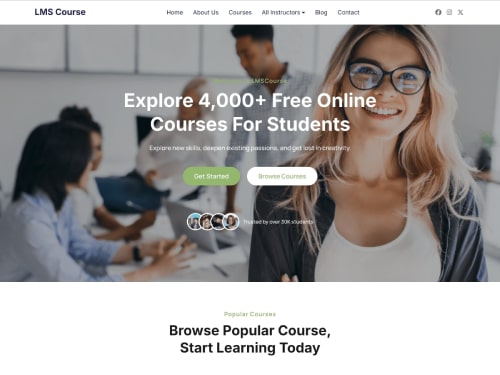 LMS Course
Home About Us Courses All Instructors Blog Contact
LMSCourse
Explore 4,000+ Free Online
Courses For Students
Explore new skills, deepen existing passions, and get lost in creativity.
Get Started Browse Courses
Trusted by over 30K students
Popular Courses
Browse Popular Course,
Start Learning Today